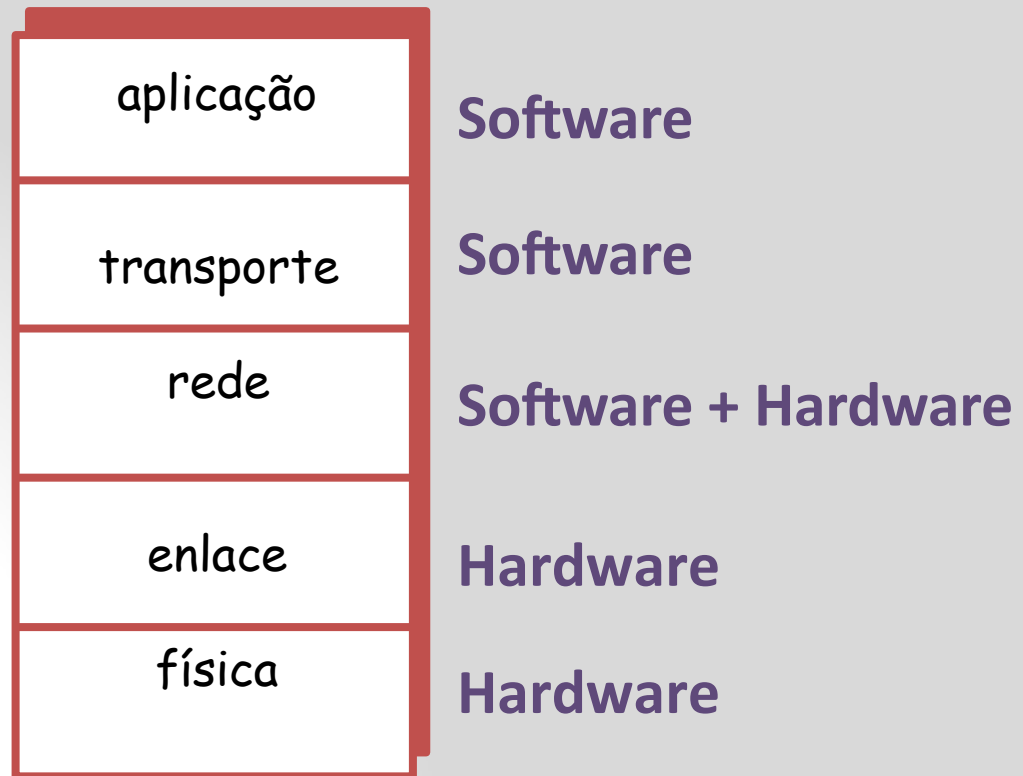 aplicação
Software
transporte
Software
rede
Software + Hardware
enlace
Hardware
física
Hardware